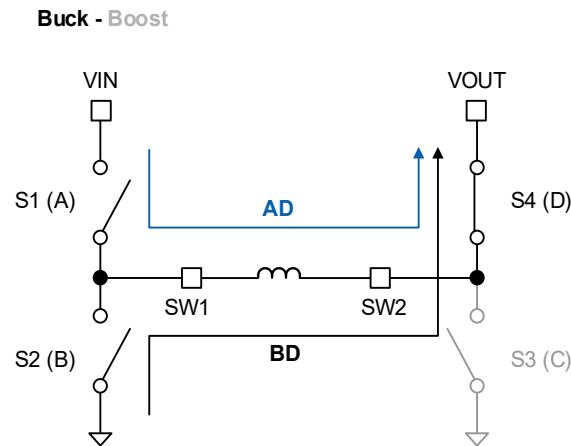 Buck - Boost
VIN
VOUT
S1 (A)
AD
S4 (D)
SW1
SW2
S2 (B)
BD
S3 (C)